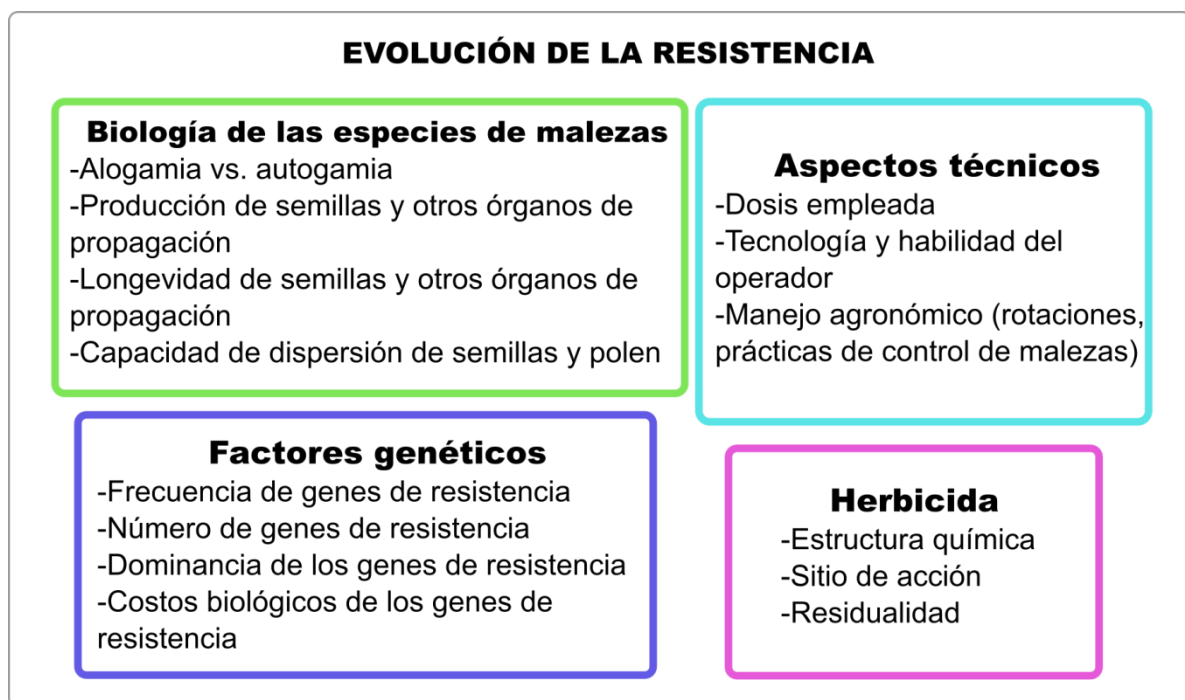 EVOLUCIÓN DE LA RESISTENCIA
Biología de las especies de malezas
-Alogamia vs. autogamia
-Producción de semillas y otros órganos de
propagación
-Longevidad de semillas y otros órganos de
propagación
-Capacidad de dispersión de semillas y polen
Aspectos técnicos
-Dosis empleada
-Tecnología y habilidad del
operador
-Manejo agronómico (rotaciones,
prácticas de control de malezas)
Factores genéticos
-Frecuencia de genes de resistencia
-Número de genes de resistencia
-Dominancia de los genes de resistencia
-Costos biológicos de los genes de
resistencia
Herbicida
-Estructura química
-Sitio de acción
-Residualidad